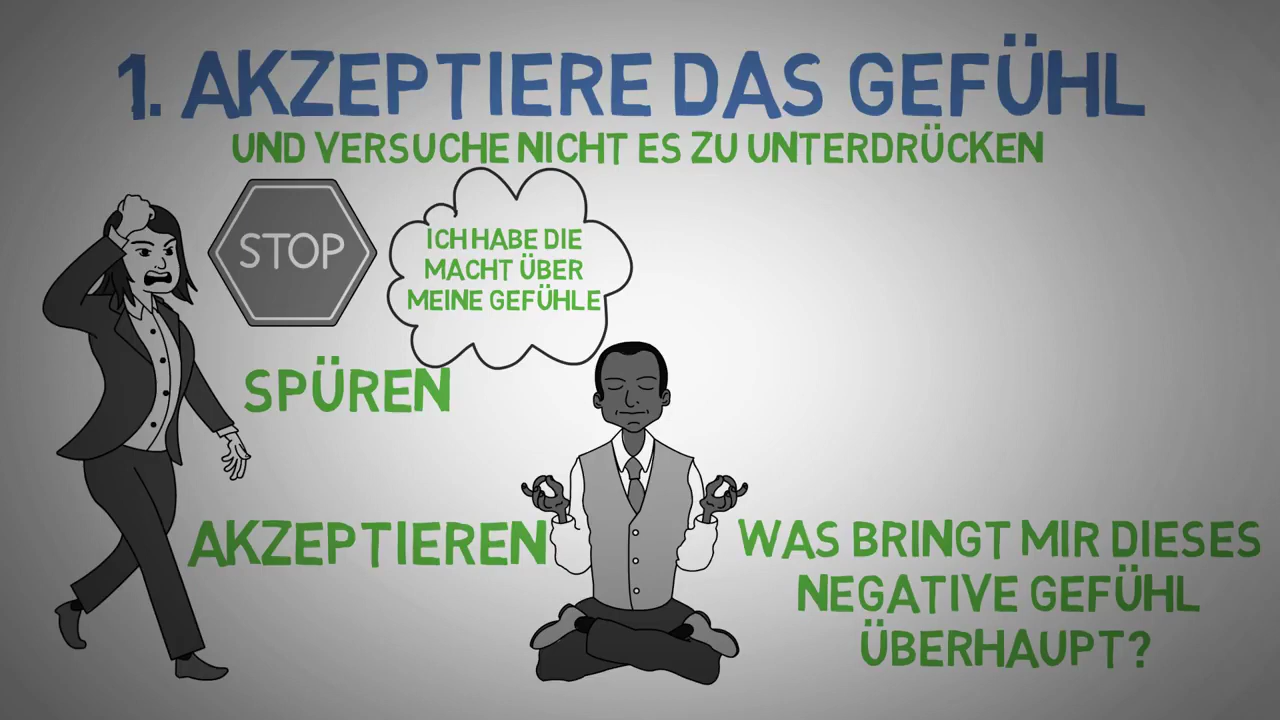 1. AKZEPTIERE DAS GEFÜHL
UND VERSUCHE NICHT ES ZU UNTERDRÜCKEN
STOP
ICH HABE DIE
MACHT ÜBER
MEINE GEFÜHLE
SPÜREN
AKZEPTIEREN
WAS BRINGT MIR DIESES
NEGATIVE GEFÜHL
ÜBERHAUPT?